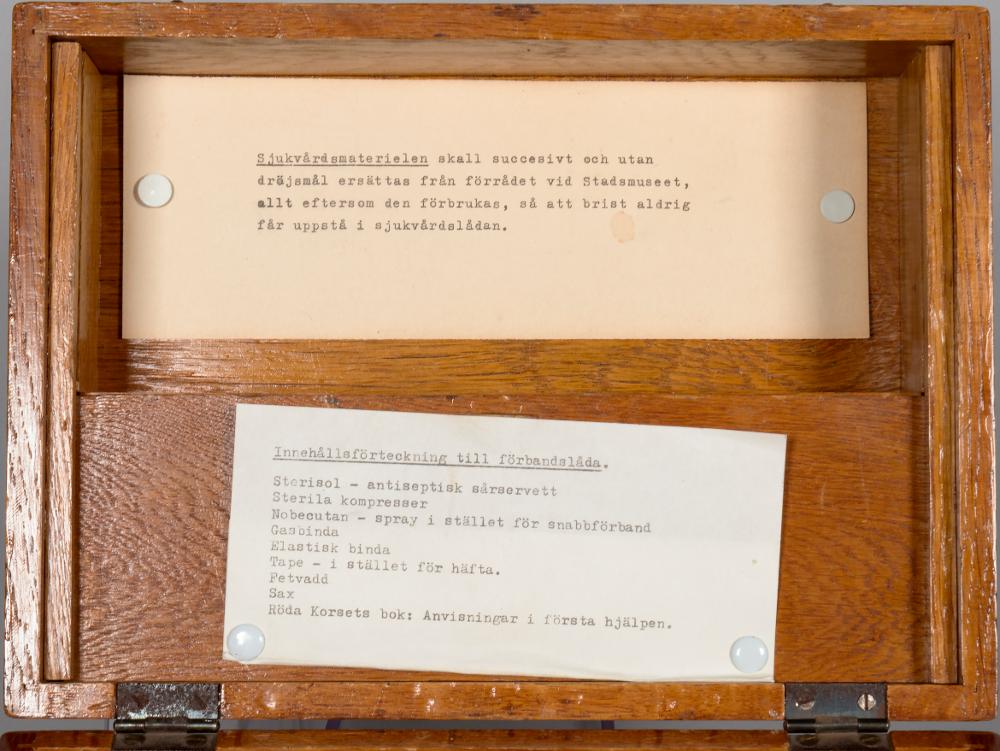 Sjukvårdsmaterielen skall succesivt och utan
dräjsmål ersättas från förrådet vid Stadsmuseet,
allt eftersom den förbrukas, så att brist aldrig
får uppstå i sjukvårdslådan.
Innehållsförteckning till förbandslåda.
Sterisol - antiseptisk sårservett
Sterila kompresser
Nobecutan - spray i stället för snabbförband
Gasbinda
Elastisk binda
Tape - i stället för häfta.
Fetvadd
Sax
Röda Korsets bok: Anvisningar i första hjälpen.